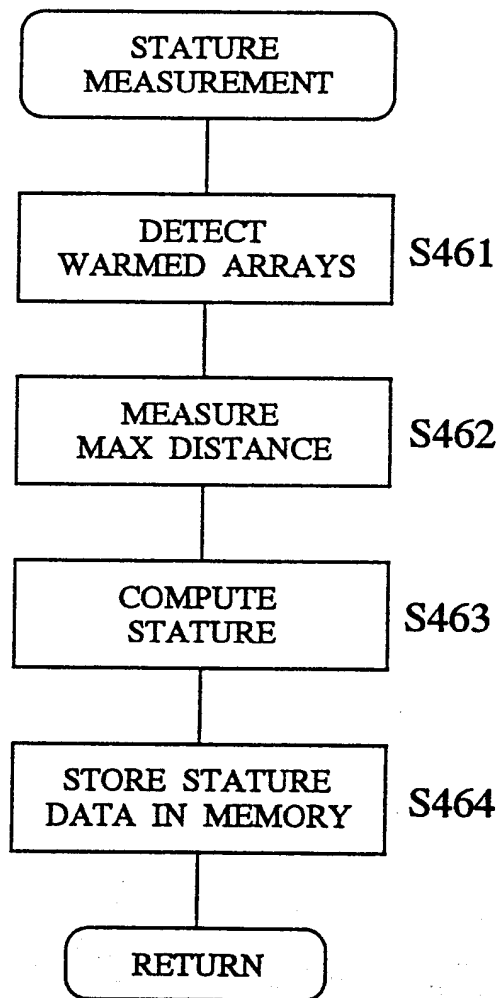 STATURE
MEASUREMENT
DETECT
WARMED ARRAYS
S461
MEASURE
MAX DISTANCE
S462
COMPUTE
STATURE
S463
STORE STATURE
DATA IN MEMORY
S464
RETURN